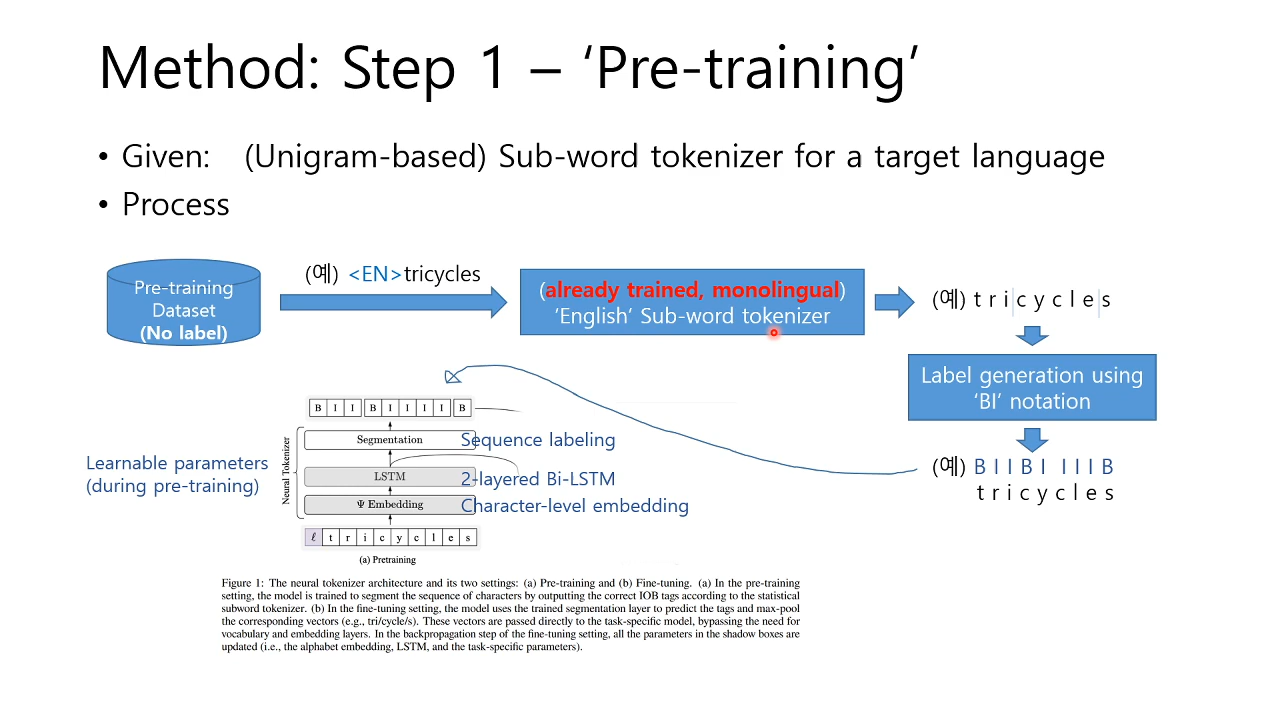 Method: Step 1 – ‘Pre-training’
• Given: (Unigram-based) Sub-word tokenizer for a target language
• Process
Pre-training
Dataset
(No label)
(예) <EN>tricycles
(already trained, monolingual)
‘English’ Sub-word tokenizer
(예) t r i c y c l e s
Label generation using
‘BI’ notation
(예) B I I B I I I I B
t r i c y c l e s
Learnable parameters
(during pre-training)
Neural Tokenizer
B I I B I I I I B
Segmentation
Sequence labeling
LSTM
2-layered Bi-LSTM
Ψ Embedding
Character-level embedding
ℓ t r i c y c l e s
(a) Pretraining
Figure 1: The neural tokenizer architecture and its two settings: (a) Pre-training and (b) Fine-tuning. (a) In the pre-training
setting, the model is trained to segment the sequence of characters by outputting the correct IOB tags according to the statistical
subword tokenizer. (b) In the fine-tuning setting, the model uses the trained segmentation layer to predict the tags and max-pool
the corresponding vectors (e.g., tri/cycle/s). These vectors are passed directly to the task-specific model, bypassing the need for
vocabulary and embedding layers. In the backpropagation step of the fine-tuning setting, all the parameters in the shadow boxes are
updated (i.e., the alphabet embedding, LSTM, and the task-specific parameters).